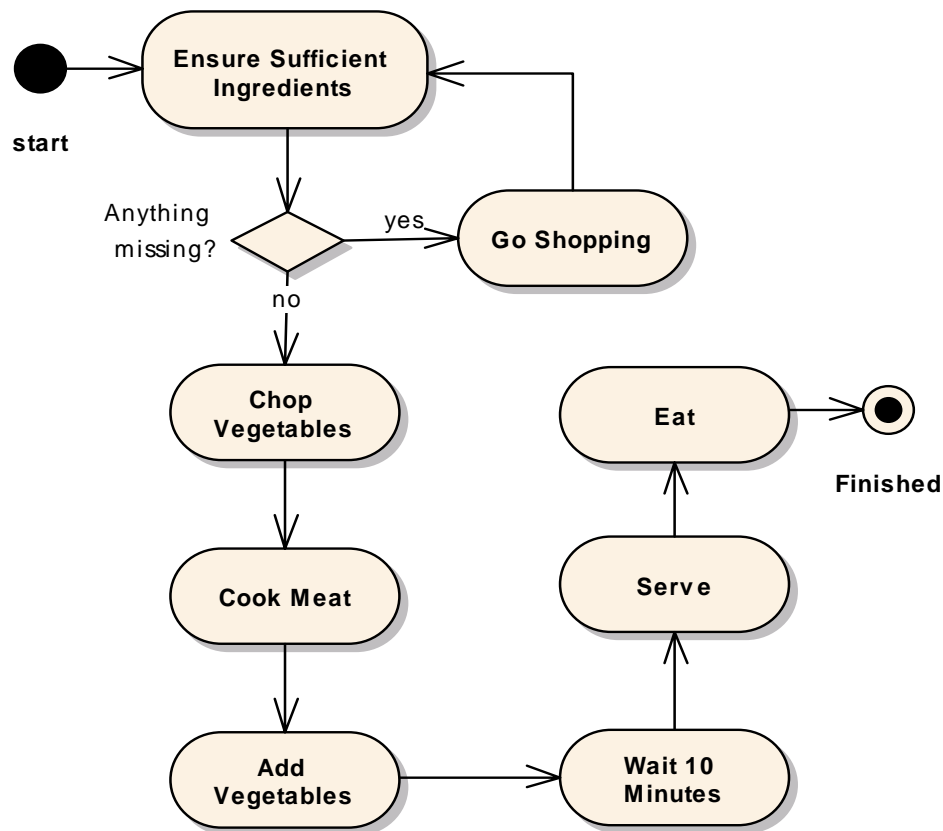 Ensure Sufficient
Ingredients
start
Anything
missing?
yes
Go Shopping
no
Chop
Vegetables
Eat
Finished
Cook Meat
Serve
Add
Vegetables
Wait 10
Minutes